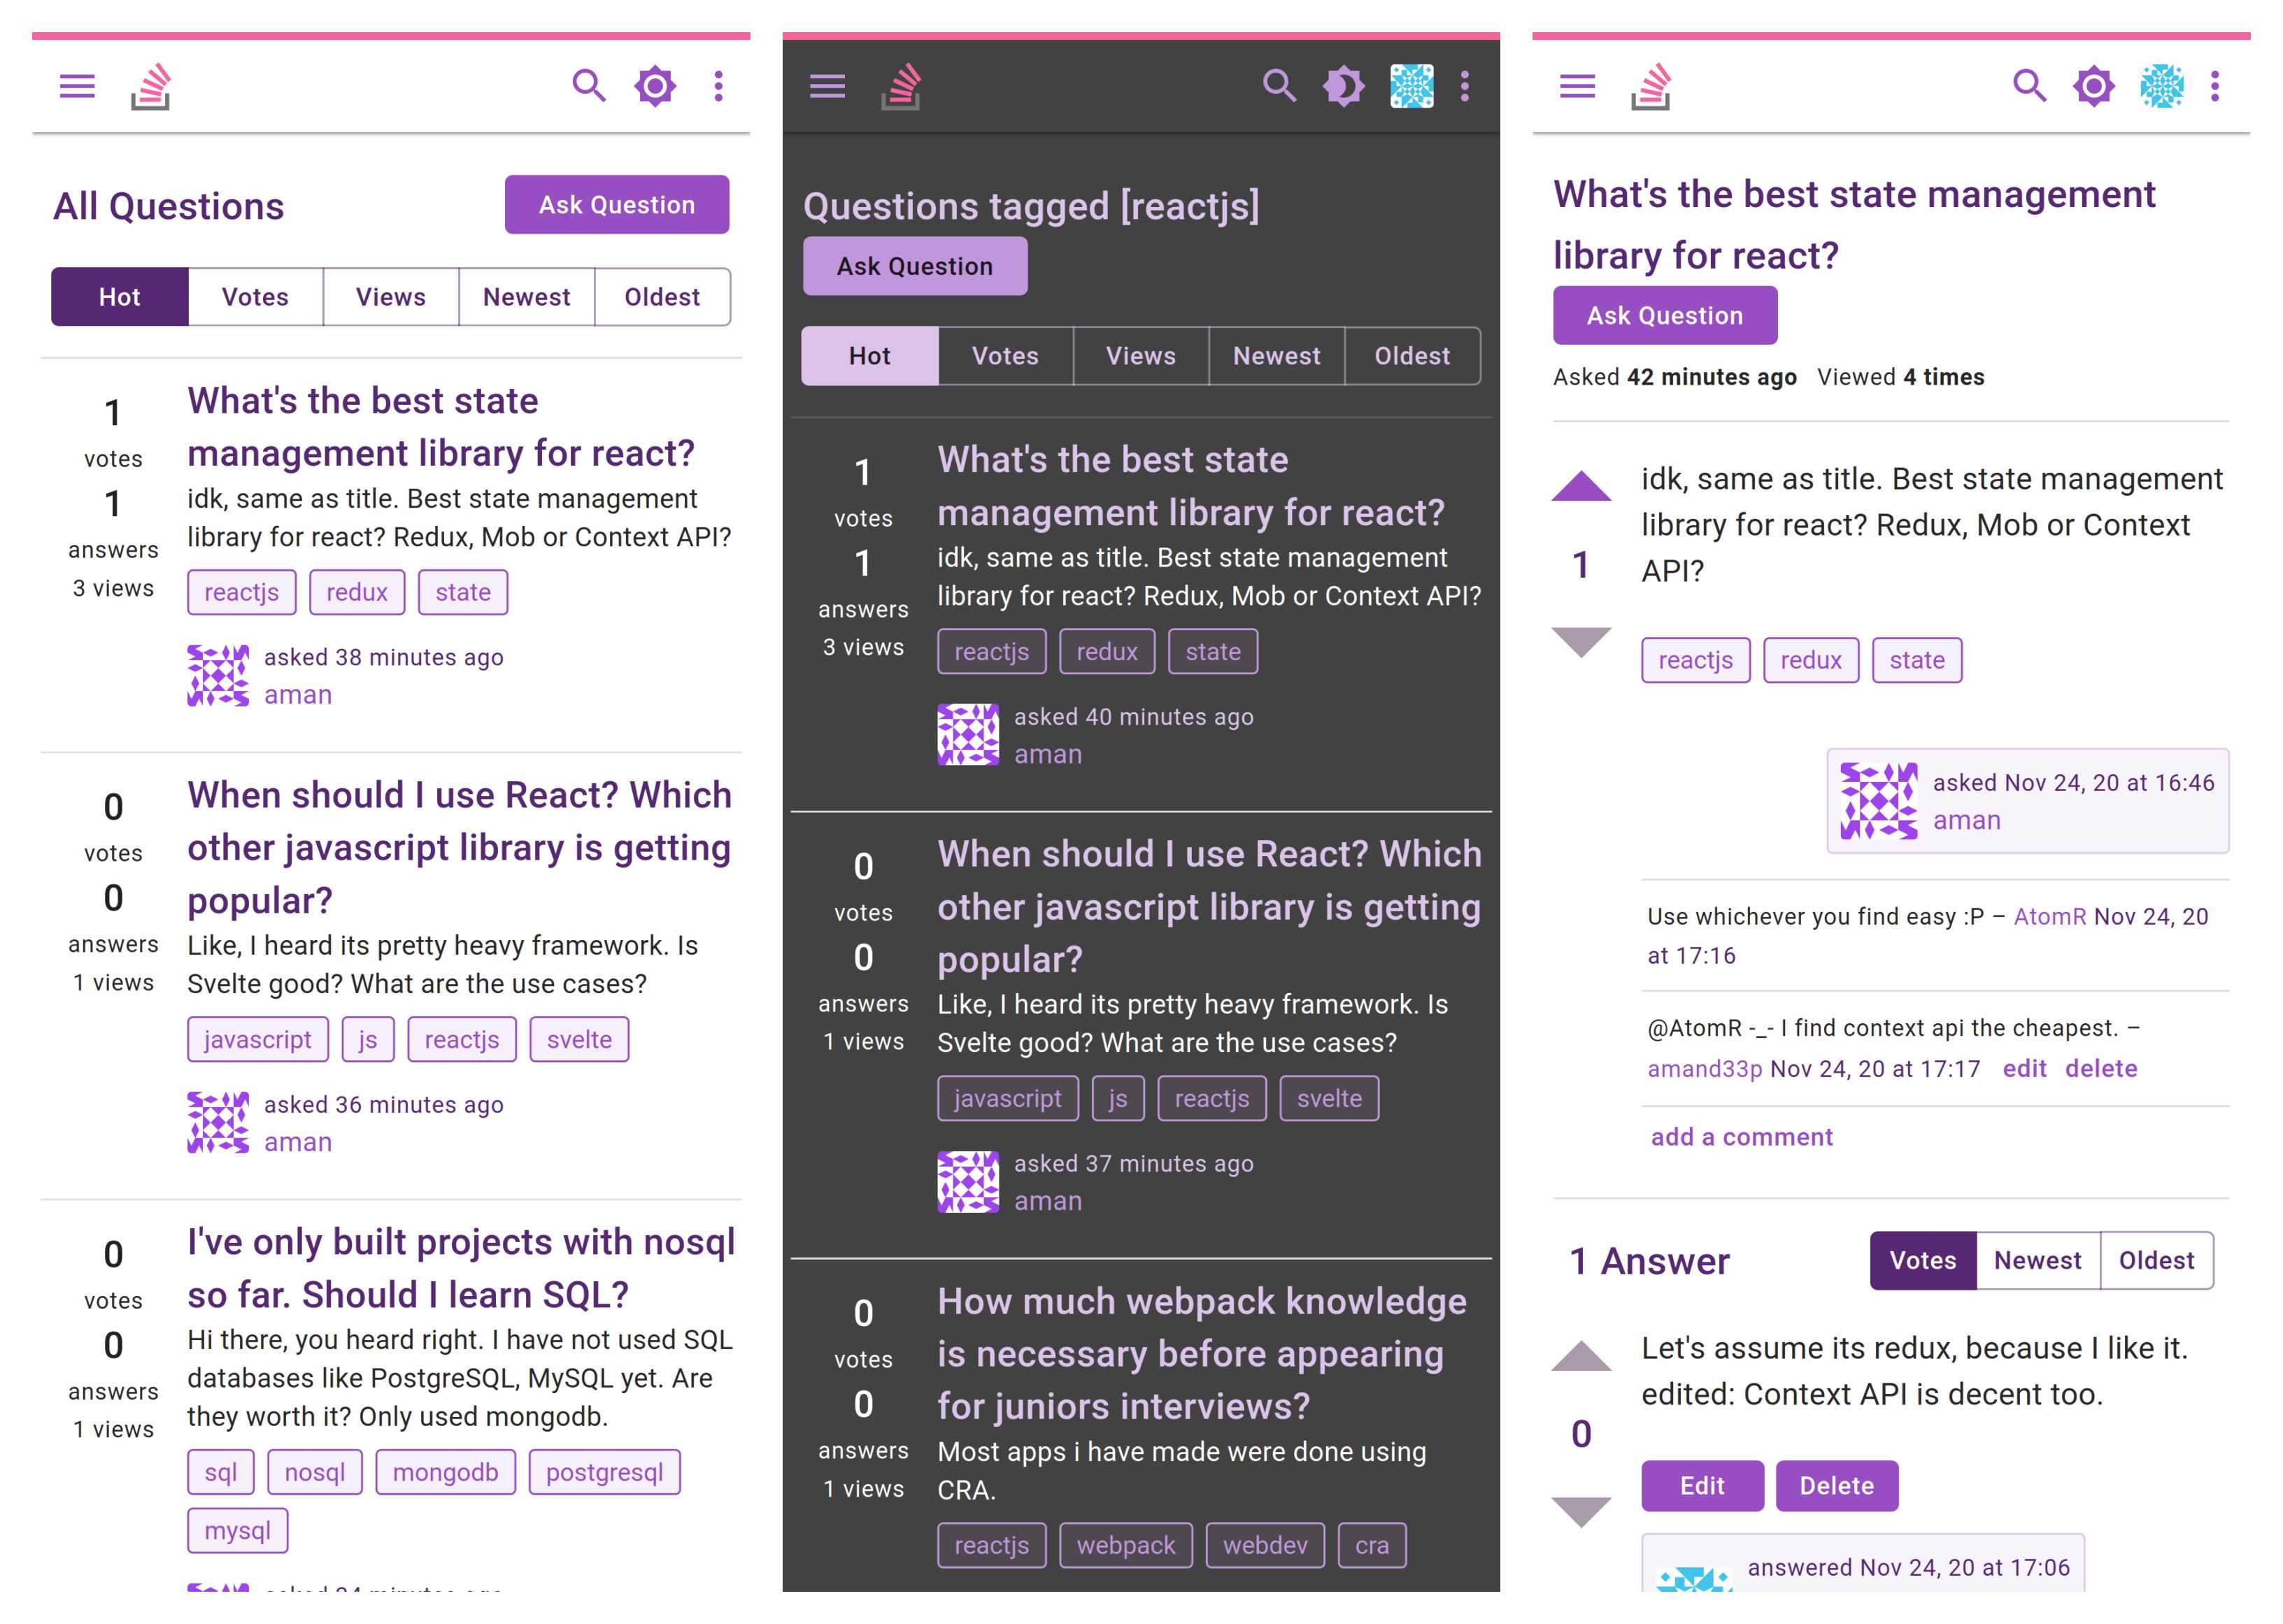 All Questions
Ask Question
Hot Votes Views Newest Oldest
1
votes
1
answers
3 views
What's the best state
management library for react?
idk, same as title. Best state management
library for react? Redux, Mob or Context API?
reactjs redux state
asked 38 minutes ago
aman
0
votes
0
answers
1 views
When should I use React? Which
other javascript library is getting
popular?
Like, I heard its pretty heavy framework. Is
Svelte good? What are the use cases?
javascript js reactjs svelte
asked 36 minutes ago
aman
0
votes
0
answers
1 views
I've only built projects with nosql
so far. Should I learn SQL?
Hi there, you heard right. I have not used SQL
databases like PostgreSQL, MySQL yet. Are
they worth it? Only used mongodb.
sql nosql mongodb postgresql
mysql
Questions tagged [reactjs]
Ask Question
Hot Votes Views Newest Oldest
1
votes
1
answers
3 views
What's the best state
management library for react?
idk, same as title. Best state management
library for react? Redux, Mob or Context API?
reactjs redux state
asked 40 minutes ago
aman
0
votes
0
answers
1 views
When should I use React? Which
other javascript library is getting
popular?
Like, I heard its pretty heavy framework. Is
Svelte good? What are the use cases?
javascript js reactjs svelte
asked 37 minutes ago
aman
0
votes
0
answers
1 views
How much webpack knowledge
is necessary before appearing
for juniors interviews?
Most apps i have made were done using
CRA.
reactjs webpack webdev cra
What's the best state management
library for react?
Ask Question
Asked 42 minutes ago Viewed 4 times
1
idk, same as title. Best state management
library for react? Redux, Mob or Context
API?
reactjs redux state
asked Nov 24, 20 at 16:46
aman
Use whichever you find easy :P – AtomR Nov 24, 20
at 17:16
@AtomR -_- I find context api the cheapest. –
amand33p Nov 24, 20 at 17:17 edit delete
add a comment
1 Answer
Votes Newest Oldest
0
Let's assume its redux, because I like it.
edited: Context API is decent too.
Edit Delete
answered Nov 24, 20 at 17:06